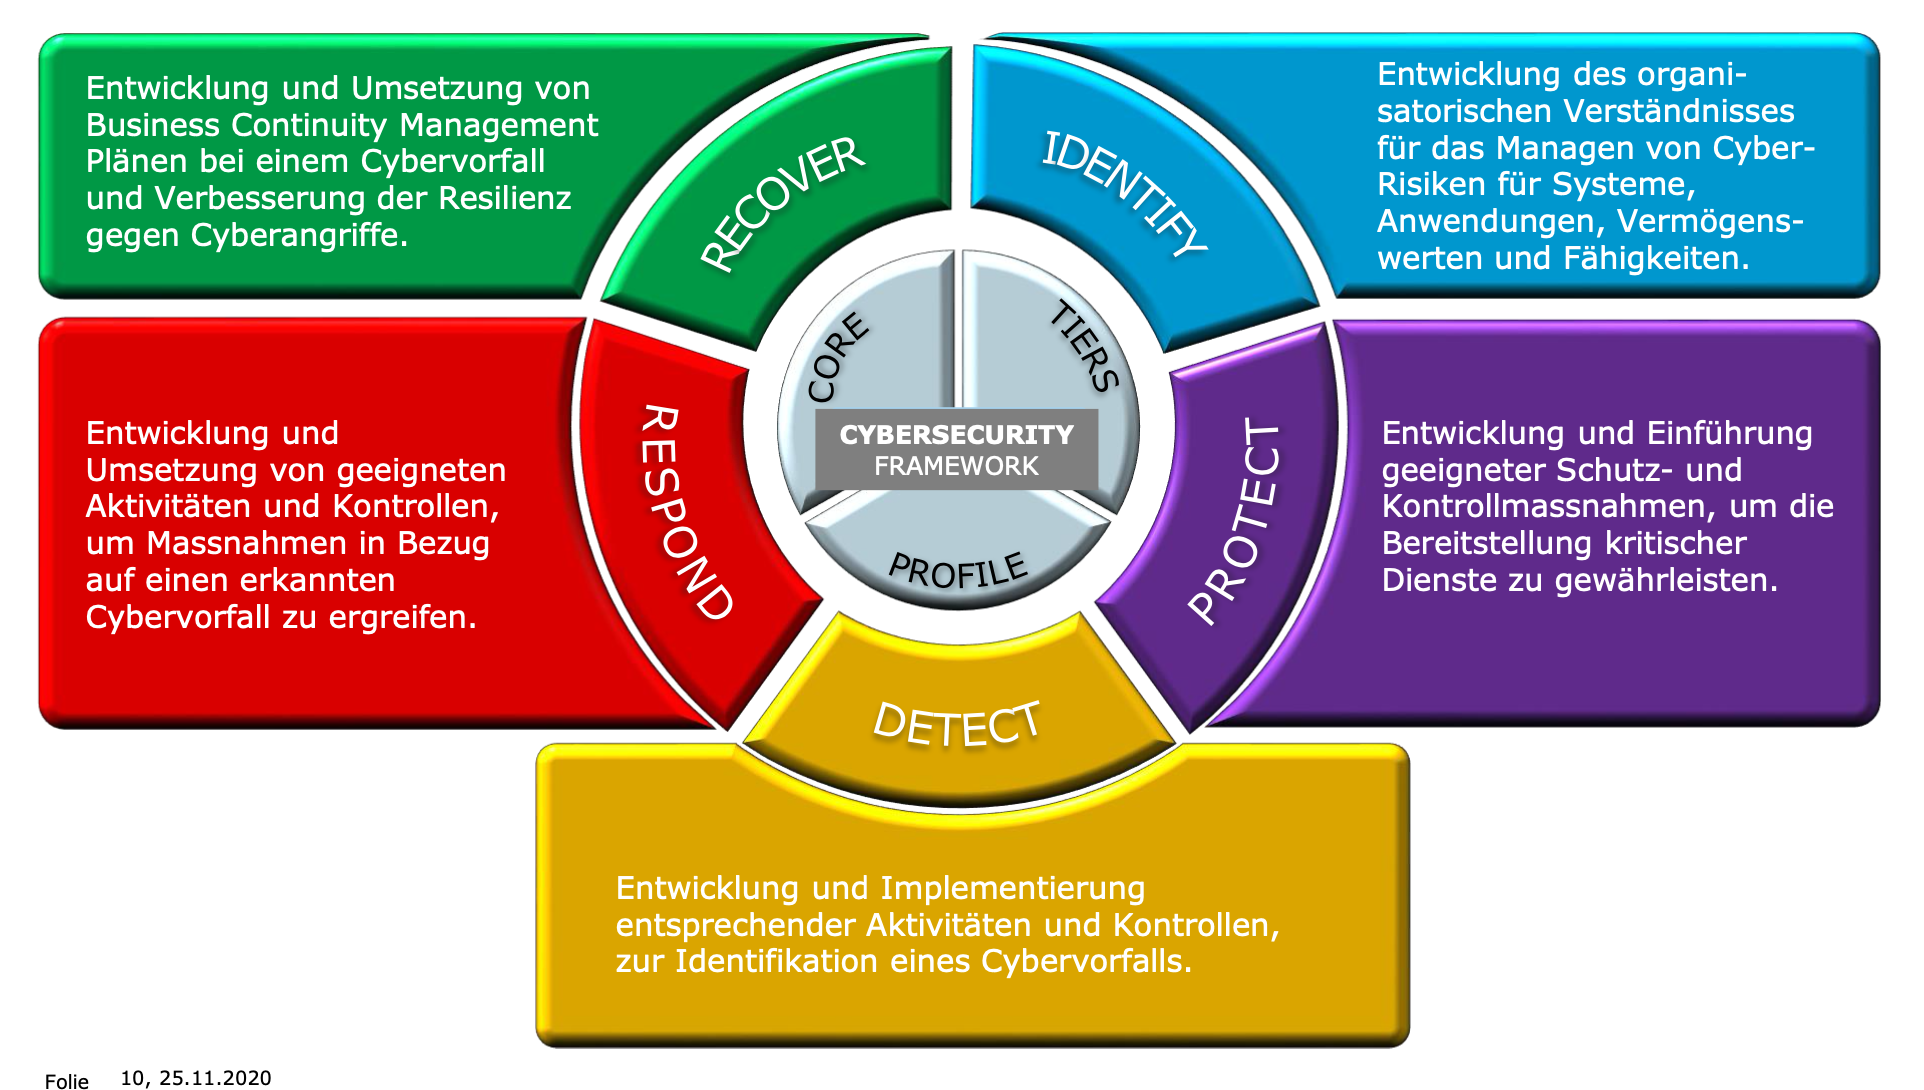 Entwicklung und Umsetzung von
Business Continuity Management
Plänen bei einem Cybervorfall
und Verbesserung der Resilienz
gegen Cyberangriffe.
RECOVER
IDENTIFY
Entwicklung des organi-
satorischen Verständnisses
für das Managen von Cyber-
Risiken für Systeme,
Anwendungen, Vermögens-
werten und Fähigkeiten.
CORE
TIERS
CYBERSECURITY
FRAMEWORK
PROFILE
Entwicklung und
Umsetzung von geeigneten
Aktivitäten und Kontrollen,
um Massnahmen in Bezug
auf einen erkannten
Cybervorfall zu ergreifen.
RESPOND
PROTECT
Entwicklung und Einführung
geeigneter Schutz- und
Kontrollmassnahmen, um die
Bereitstellung kritischer
Dienste zu gewährleisten.
DETECT
Entwicklung und Implementierung
entsprechender Aktivitäten und Kontrollen,
zur Identifikation eines Cybervorfalls.
Folie 10, 25.11.2020